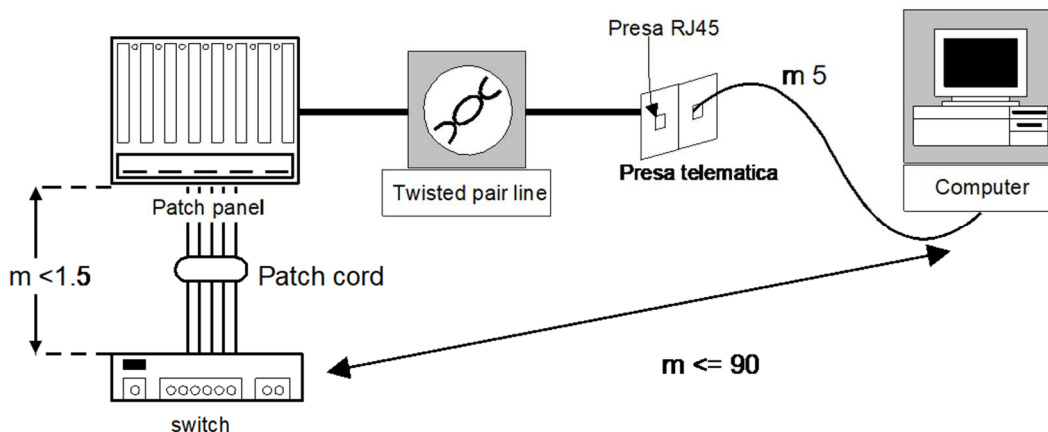 Presa RJ45
m 5
Twisted pair line
Presa telematica
Computer
Patch panel
m <1.5
Patch cord
m <= 90
switch